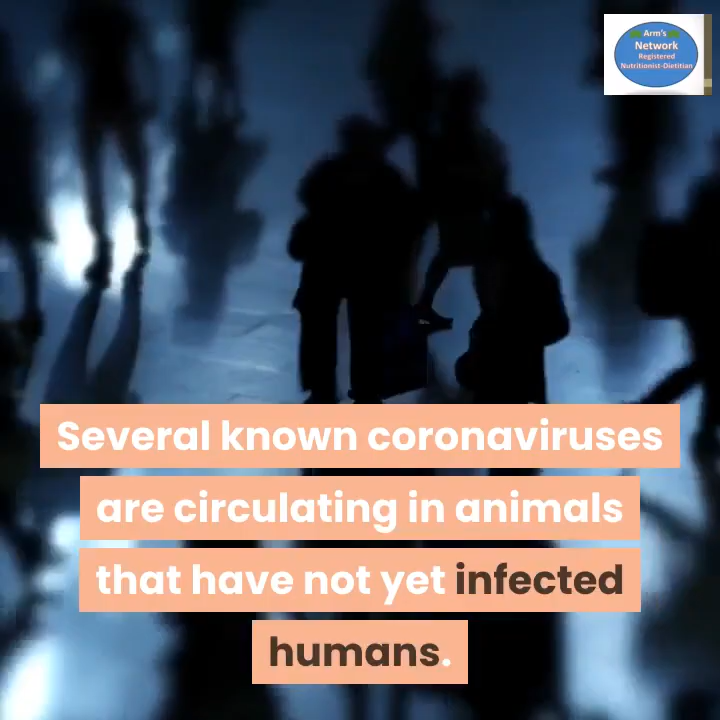 Arm's
Network
Registered
Nutritionist-Dietitian
Several known coronaviruses
are circulating in animals
that have not yet infected
humans.